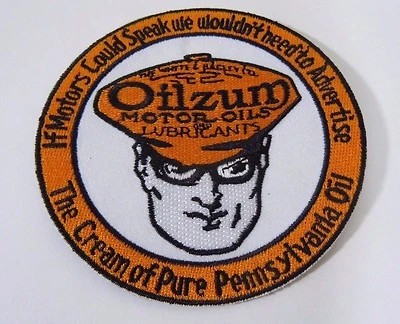 If Motors Could Speak we wouldn't need to Advertise
Oilzum
MOTOR OILS
LUBRICANTS
The Cream of Pure Pennsylvania Oil